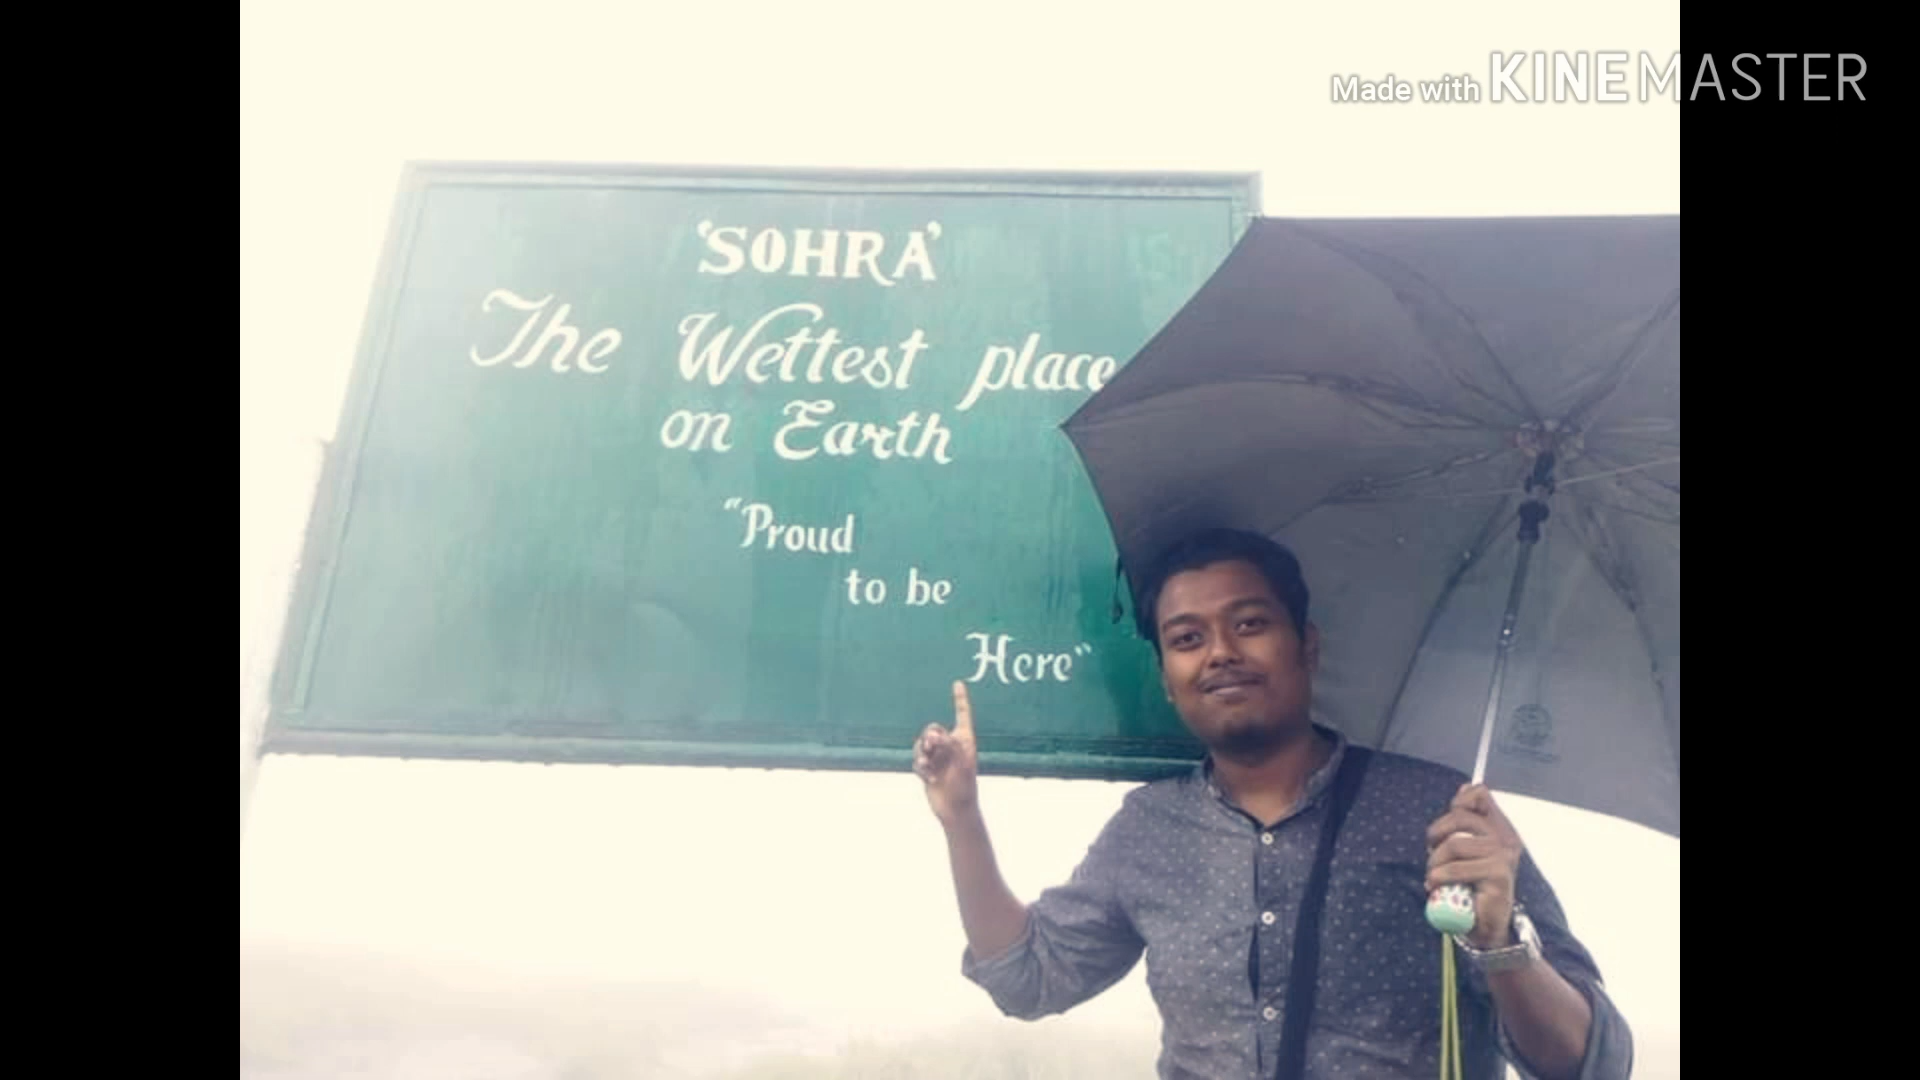 Made with KINEMASTER
'SOHRA'
The Wettest place
on Earth
"Proud
to be
Here"